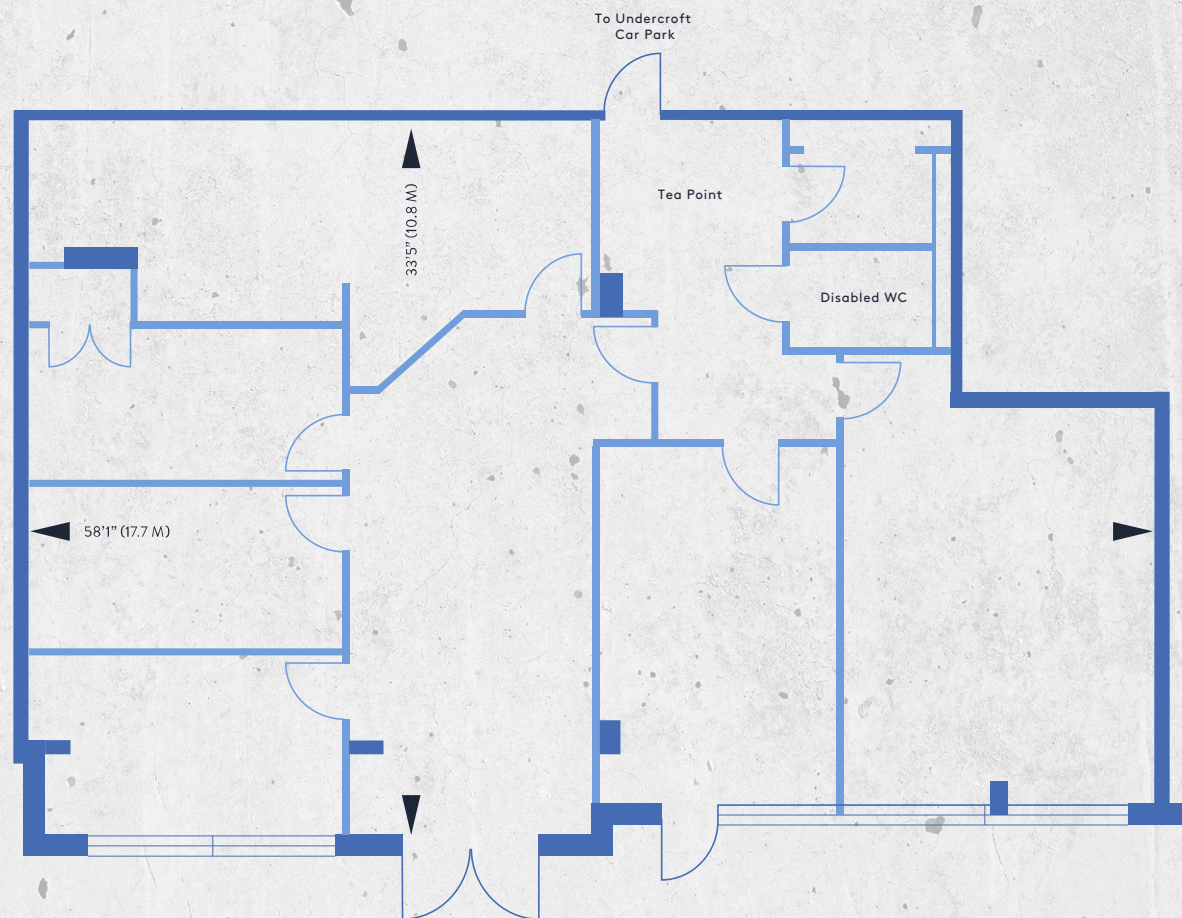 To Undercroft
Car Park
33’5” (10.8 M)
Tea Point
Disabled WC
58’1” (17.7 M)